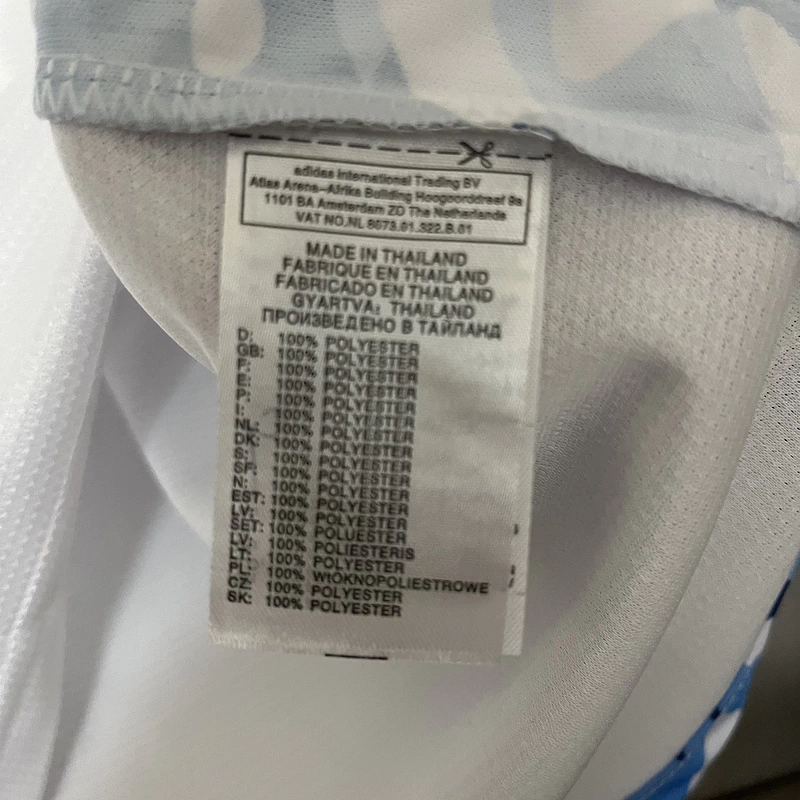 adidas International Trading BV
Atlas Arena-Afrika Building Hoogoorddreef 9a
1101 BA Amsterdam ZO The Netherlands
VAT NO.NL 8073.01.322.B.01
MADE IN THAILAND
FABRIQUE EN THAILAND
FABRICADO EN THAILAND
GYARTVA: THAILAND
ПРОИЗВЕДЕНО В ТАЙЛАНД
D: 100% POLYESTER
GB: 100% POLYESTER
F: 100% POLYESTER
E: 100% POLYESTER
P: 100% POLYESTER
I: 100% POLYESTER
NL: 100% POLYESTER
DK: 100% POLYESTER
S: 100% POLYESTER
SF: 100% POLYESTER
N: 100% POLYESTER
EST: 100% POLYESTER
LV: 100% POLYESTER
SET: 100% POLUESTER
LV: 100% POLIESTERIS
LT: 100% POLYESTER
PL: 100% WtOKNOPOLIESTROWE
CZ: 100% POLYESTER
SK: 100% POLYESTER